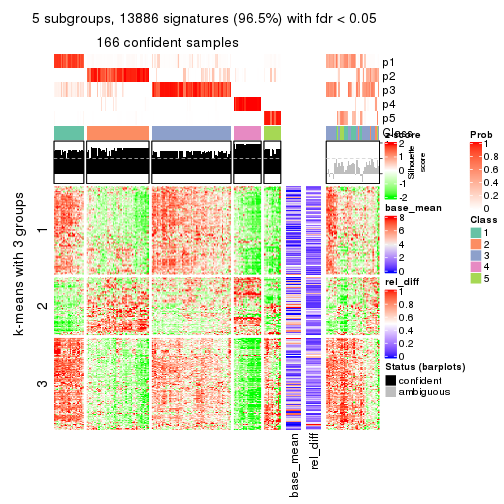 5 subgroups, 13886 signatures (96.5%) with fdr < 0.05
166 confident samples
p1
p2
p3
p4
p5
Class
z-score
2
1
0
-1
-2
Silhouette
score
base_mean
8
6
4
2
0
rel_diff
1
0.8
0.6
0.4
0.2
0
Status (barplots)
confident
ambiguous
Prob
1
0.8
0.6
0.4
0.2
0
Class
1
2
3
4
5
k-means with 3 groups
1
2
3
base_mean
rel_diff